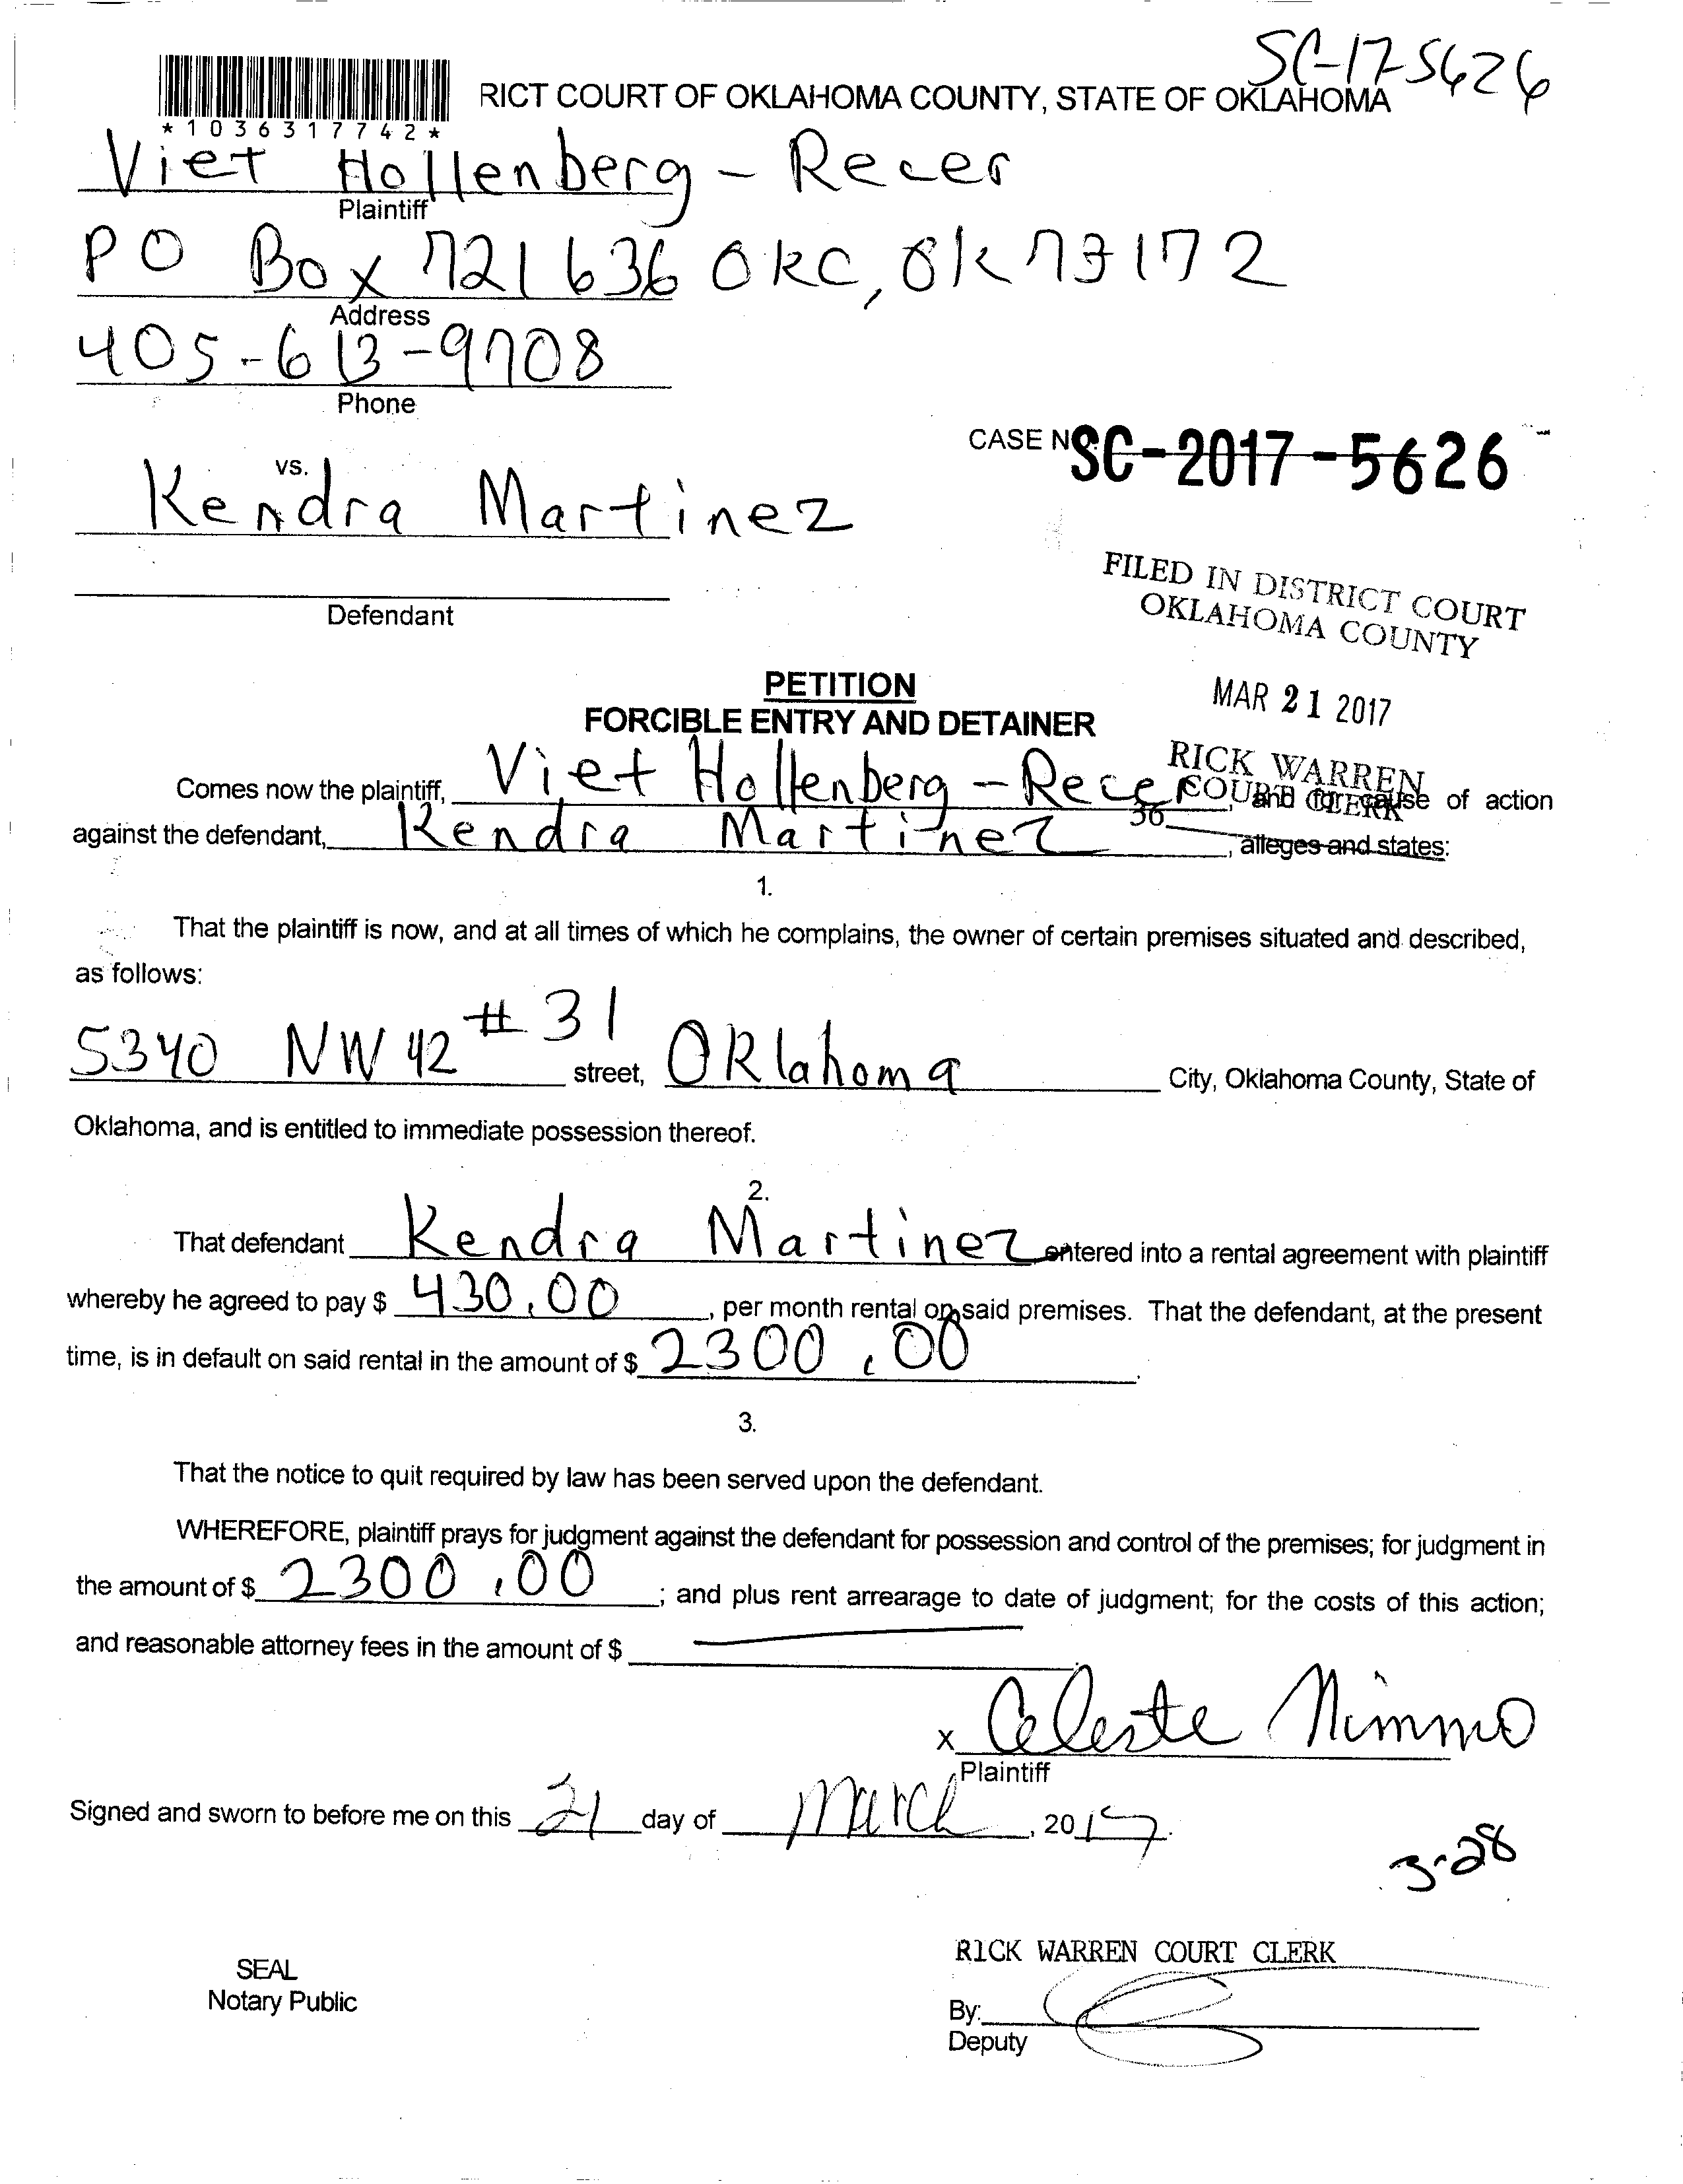 SC-17-5626
RICT COURT OF OKLAHOMA COUNTY, STATE OF OKLAHOMA
*1036317742*
Viet Hollenberg - Recer
Plaintiff
PO Box 721636 OKC, Ok 73172
Address
405-613-9708
Phone
CASE N SC-2017-5626
vs.
Kendra Martinez
Defendant
FILED IN DISTRICT COURT
OKLAHOMA COUNTY
MAR 21 2017
RICK WARREN
COURT CLERK
36
PETITION
FORCIBLE ENTRY AND DETAINER
Comes now the plaintiff, Viet Hollenberg - Recer, and for cause of action
against the defendant, Kendra Martinez, alleges and states:
1.
That the plaintiff is now, and at all times of which he complains, the owner of certain premises situated and described,
as follows:
5340 NW 42 # 31 street, Oklahoma City, Oklahoma County, State of
Oklahoma, and is entitled to immediate possession thereof.
2.
That defendant Kendra Martinez entered into a rental agreement with plaintiff
whereby he agreed to pay $ 430.00, per month rental on said premises. That the defendant, at the present
time, is in default on said rental in the amount of $ 2300.00.
3.
That the notice to quit required by law has been served upon the defendant.
WHEREFORE, plaintiff prays for judgment against the defendant for possession and control of the premises; for judgment in
the amount of $ 2300.00; and plus rent arrearage to date of judgment; for the costs of this action;
and reasonable attorney fees in the amount of $
x Celeste Nimmo
Plaintiff
Signed and sworn to before me on this 21 day of March, 2017.
3-28
SEAL
Notary Public
RICK WARREN COURT CLERK
By:
Deputy